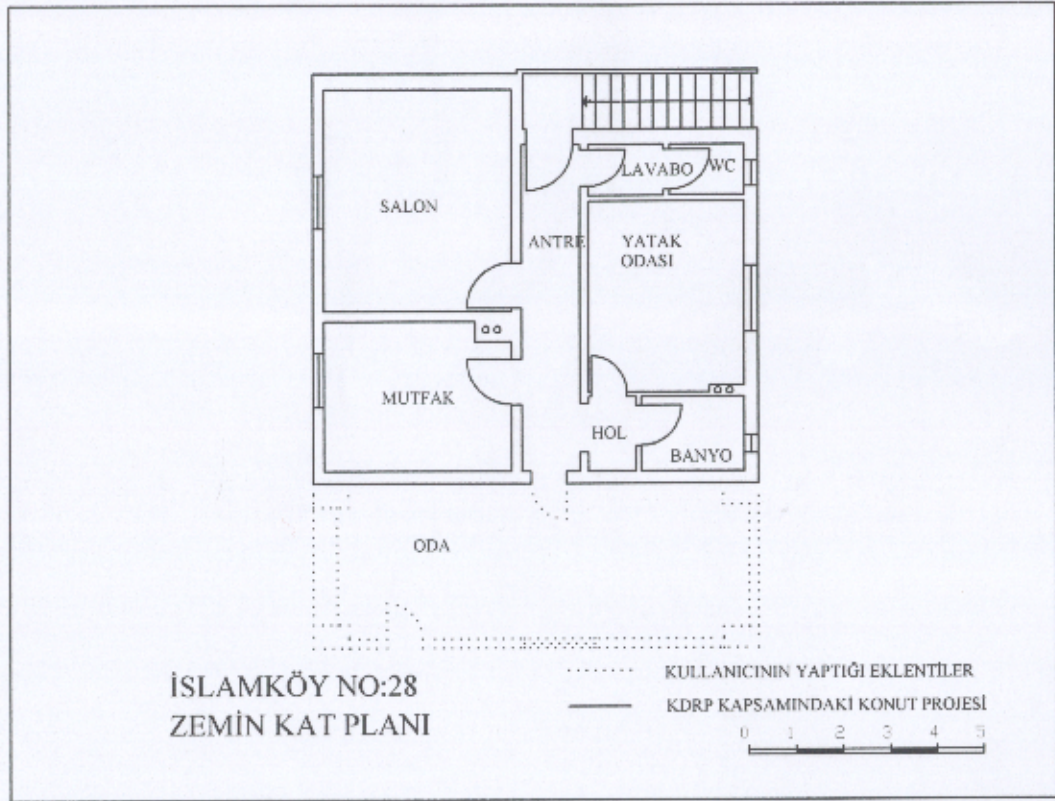 LAVABO
WC
SALON
ANTRE
YATAK
ODASI
MUTFAK
HOL
BANYO
ODA
İSLAMKÖY NO:28
ZEMİN KAT PLANI
KULLANICININ YAPTIĞI EKLENTİLER
KDRP KAPSAMINDAKİ KONUT PROJESİ
0 1 2 3 4 5